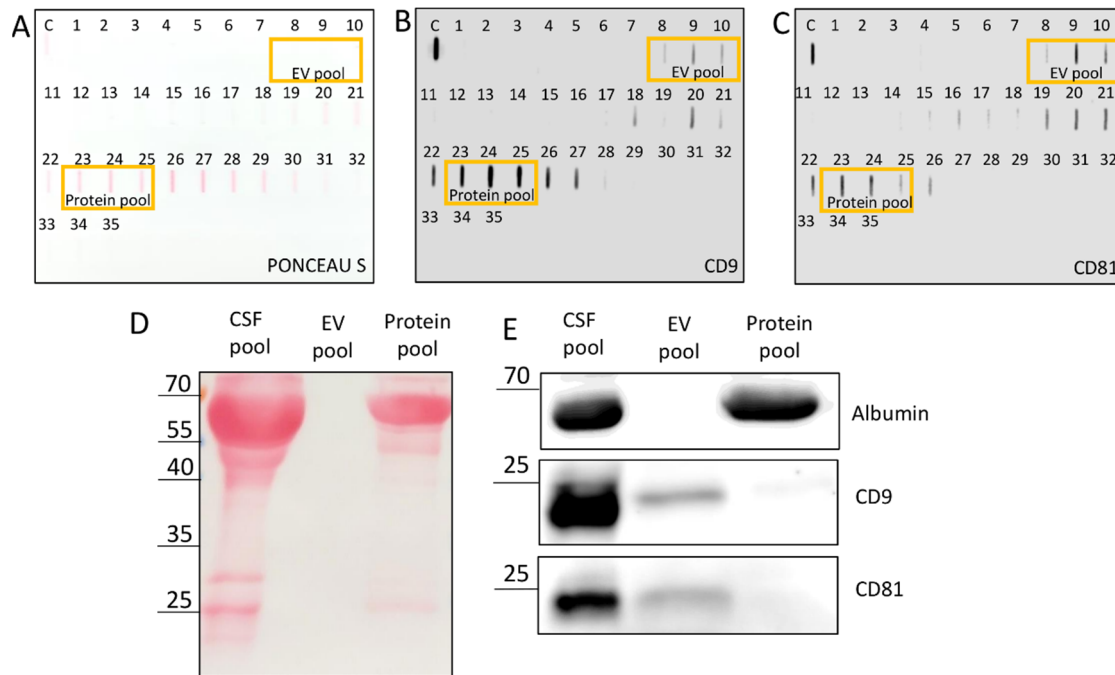 A
C 1 2 3 4 5 6 7 8 9 10
EV pool
11 12 13 14 15 16 17 18 19 20 21
22 23 24 25 26 27 28 29 30 31 32
Protein pool
33 34 35
PONCEAU S
B
C 1 2 3 4 5 6 7 8 9 10
EV pool
11 12 13 14 15 16 17 18 19 20 21
22 23 24 25 26 27 28 29 30 31 32
Protein pool
33 34 35
CD9
C
C 1 2 3 4 5 6 7 8 9 10
EV pool
11 12 13 14 15 16 17 18 19 20 21
22 23 24 25 26 27 28 29 30 31 32
Protein pool
33 34 35
CD81
D
CSF pool
EV pool
Protein pool
70
55
40
35
25
E
CSF pool
EV pool
Protein pool
70
Albumin
25
CD9
25
CD81